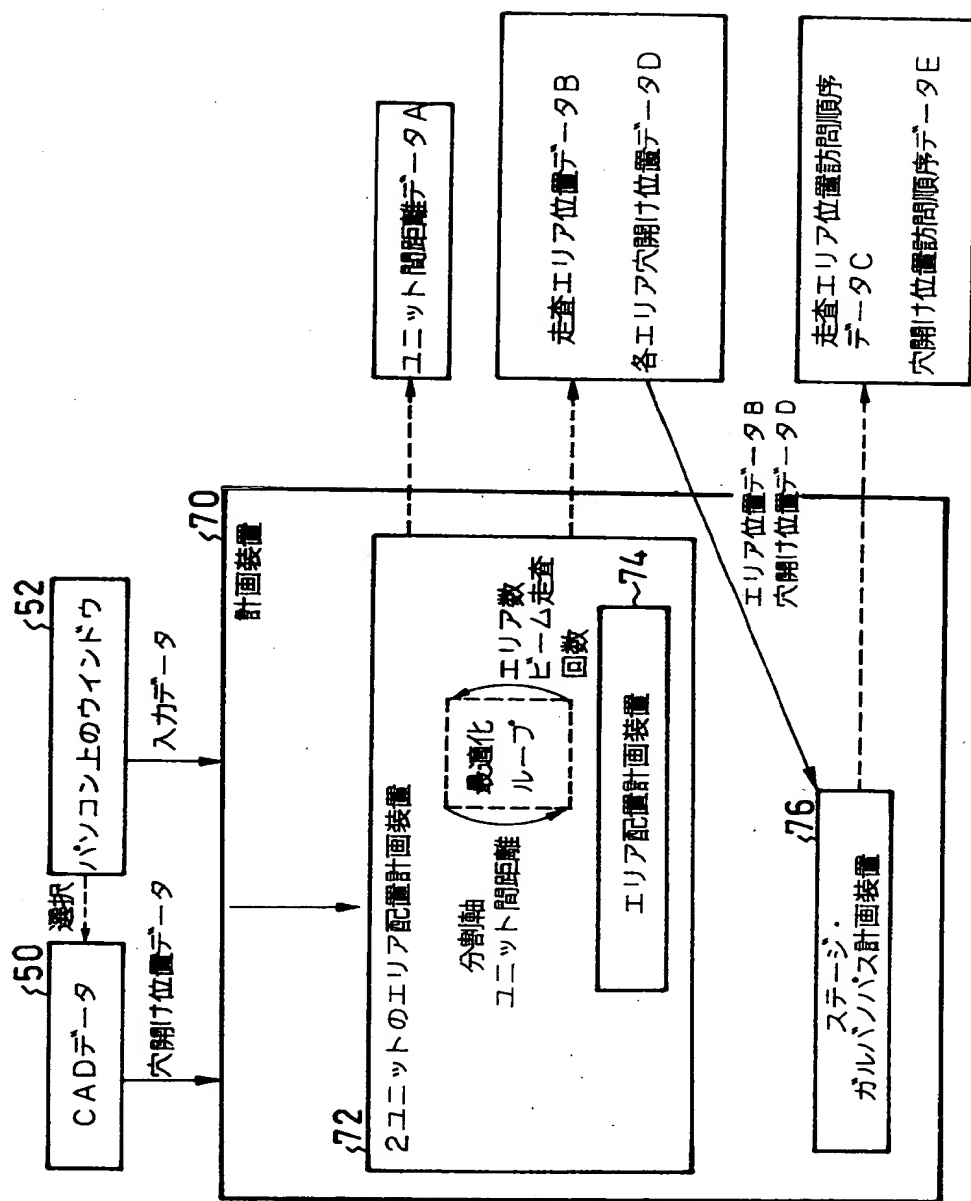 50
CADデータ
選択
52
パソコン上のウィンドウ
穴開け位置データ
入力データ
70
計画装置
72
2ユニットのエリア配置計画装置
分割軸
ユニット間距離
最適化
ループ
エリア数
ビーム走査
回数
74
エリア配置計画装置
76
ステージ・
ガルバンパス計画装置
ユニット間距離データA
走査エリア位置データB
各エリア穴開け位置データD
エリア位置データB
穴開け位置データD
走査エリア位置訪問順序
データC
穴開け位置訪問順序データE